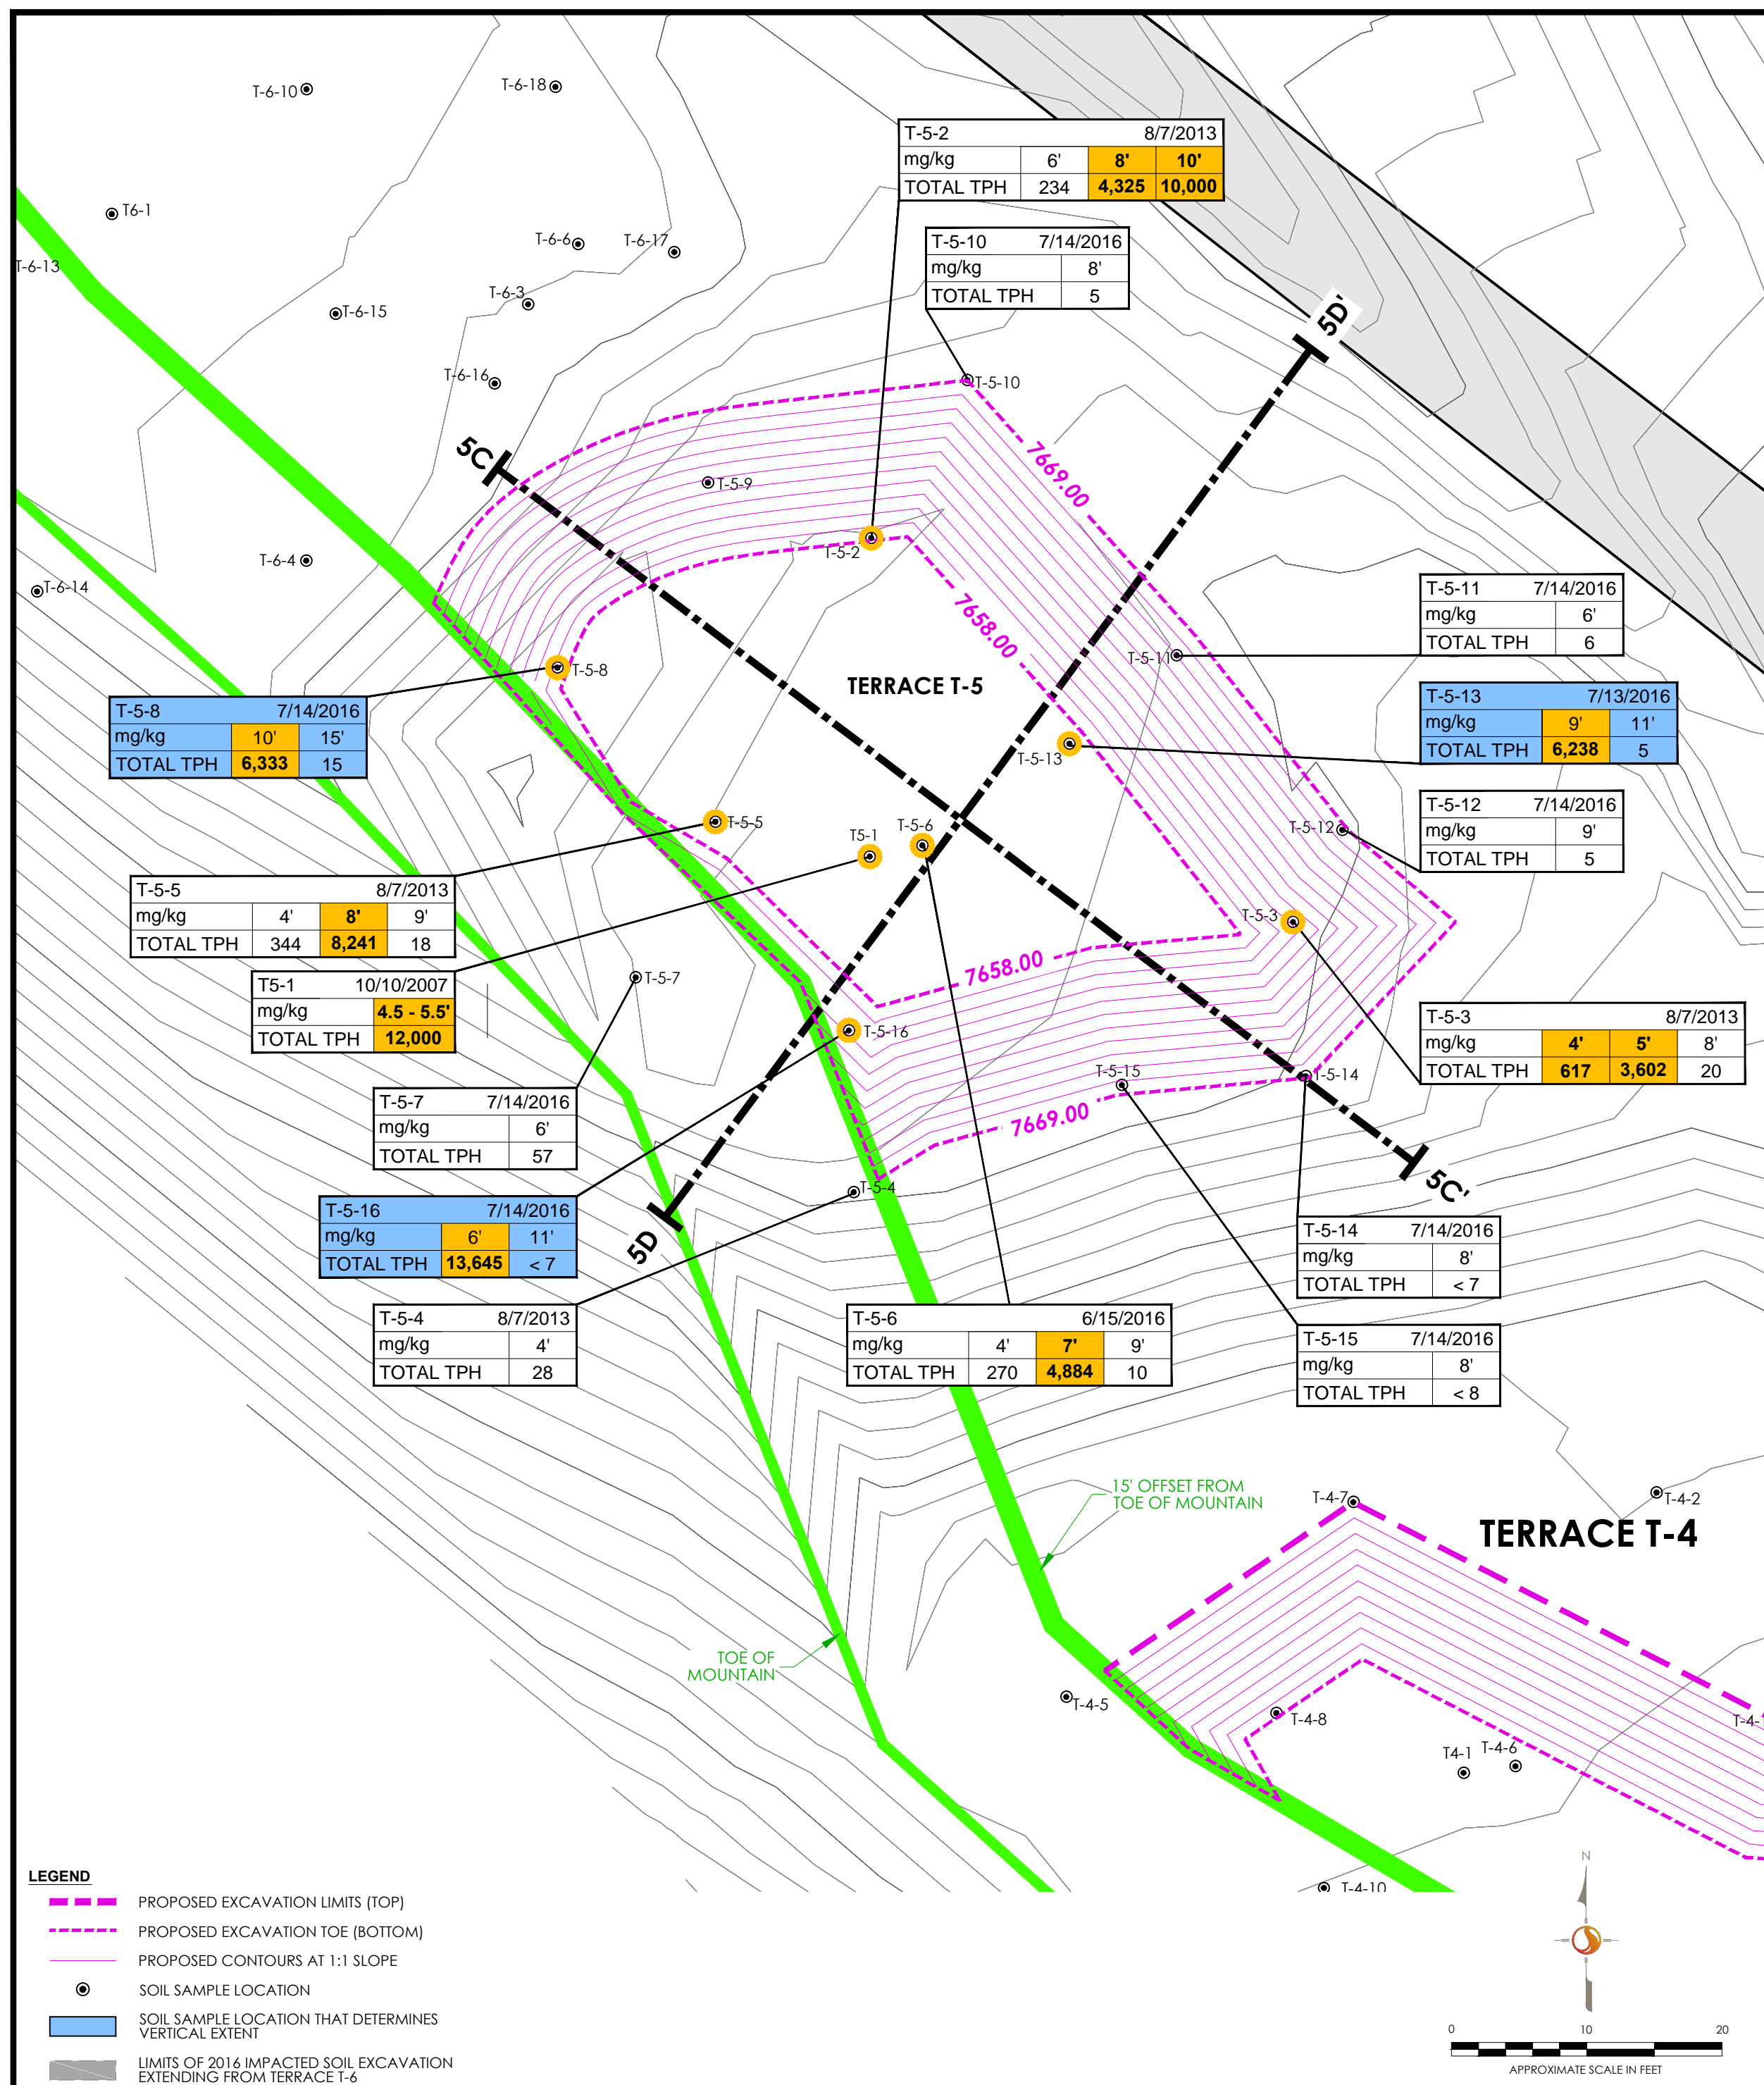 T-6-10
T-6-18
T-5-2 8/7/2013
mg/kg 6' 8' 10'
TOTAL TPH 234 4,325 10,000
T6-1
T-6-6
T-6-17
T-5-10 7/14/2016
mg/kg 8'
TOTAL TPH 5
T-6-13
T-6-3
T-6-15
5D'
T-6-16
T-5-10
5C
7669.00
T-5-9
T-5-2
T-6-4
T-6-14
7658.00
T-5-11 7/14/2016
mg/kg 6'
TOTAL TPH 6
T-5-11
T-5-8
TERRACE T-5
T-5-8 7/14/2016
mg/kg 10' 15'
TOTAL TPH 6,333 15
T-5-13 7/13/2016
mg/kg 9' 11'
TOTAL TPH 6,238 5
T-5-13
T-5-12 7/14/2016
mg/kg 9'
TOTAL TPH 5
T-5-5
T5-1
T-5-6
T-5-12
T-5-5 8/7/2013
mg/kg 4' 8' 9'
TOTAL TPH 344 8,241 18
T-5-3
T5-1 10/10/2007
mg/kg 4.5 - 5.5'
TOTAL TPH 12,000
T-5-7
7658.00
T-5-3 8/7/2013
mg/kg 4' 5' 8'
TOTAL TPH 617 3,602 20
T-5-16
T-5-15
T-5-14
T-5-7 7/14/2016
mg/kg 6'
TOTAL TPH 57
7669.00
T-5-4
5C'
T-5-16 7/14/2016
mg/kg 6' 11'
TOTAL TPH 13,645 < 7
5D
T-5-14 7/14/2016
mg/kg 8'
TOTAL TPH < 7
T-5-4 8/7/2013
mg/kg 4'
TOTAL TPH 28
T-5-6 6/15/2016
mg/kg 4' 7' 9'
TOTAL TPH 270 4,884 10
T-5-15 7/14/2016
mg/kg 8'
TOTAL TPH < 8
15' OFFSET FROM
TOE OF MOUNTAIN
T-4-7
T-4-2
TERRACE T-4
TOE OF
MOUNTAIN
T-4-5
T-4-8
T-4-
T4-1
T-4-6
T-4-10
LEGEND
PROPOSED EXCAVATION LIMITS (TOP)
PROPOSED EXCAVATION TOE (BOTTOM)
PROPOSED CONTOURS AT 1:1 SLOPE
SOIL SAMPLE LOCATION
SOIL SAMPLE LOCATION THAT DETERMINES
VERTICAL EXTENT
LIMITS OF 2016 IMPACTED SOIL EXCAVATION
EXTENDING FROM TERRACE T-6
N
0 10 20
APPROXIMATE SCALE IN FEET